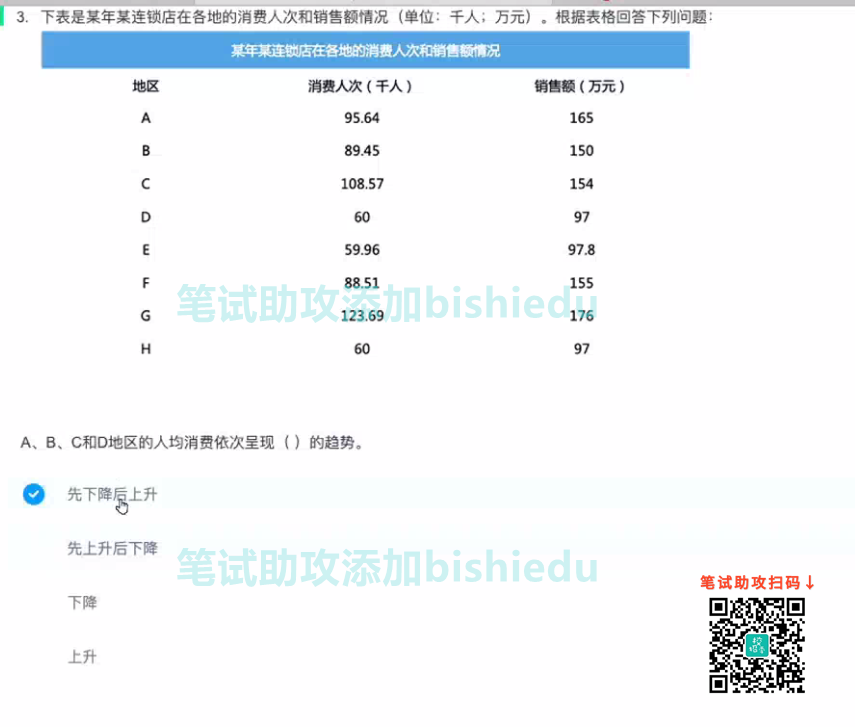 3. 下表是某年某连锁店在各地的消费人次和销售额情况（单位：千人；万元）。根据表格回答下列问题：
某年某连锁店在各地的消费人次和销售额情况
地区 消费人次（千人） 销售额（万元）
A 95.64 165
B 89.45 150
C 108.57 154
D 60 97
E 59.96 97.8
F 88.51 155
笔试助攻添加bishiedu
G 123.69 176
H 60 97
A、B、C和D地区的人均消费依次呈现（ ）的趋势。
先下降后上升
先上升后下降
笔试助攻添加bishiedu
笔试助攻扫码↓
下降
上升